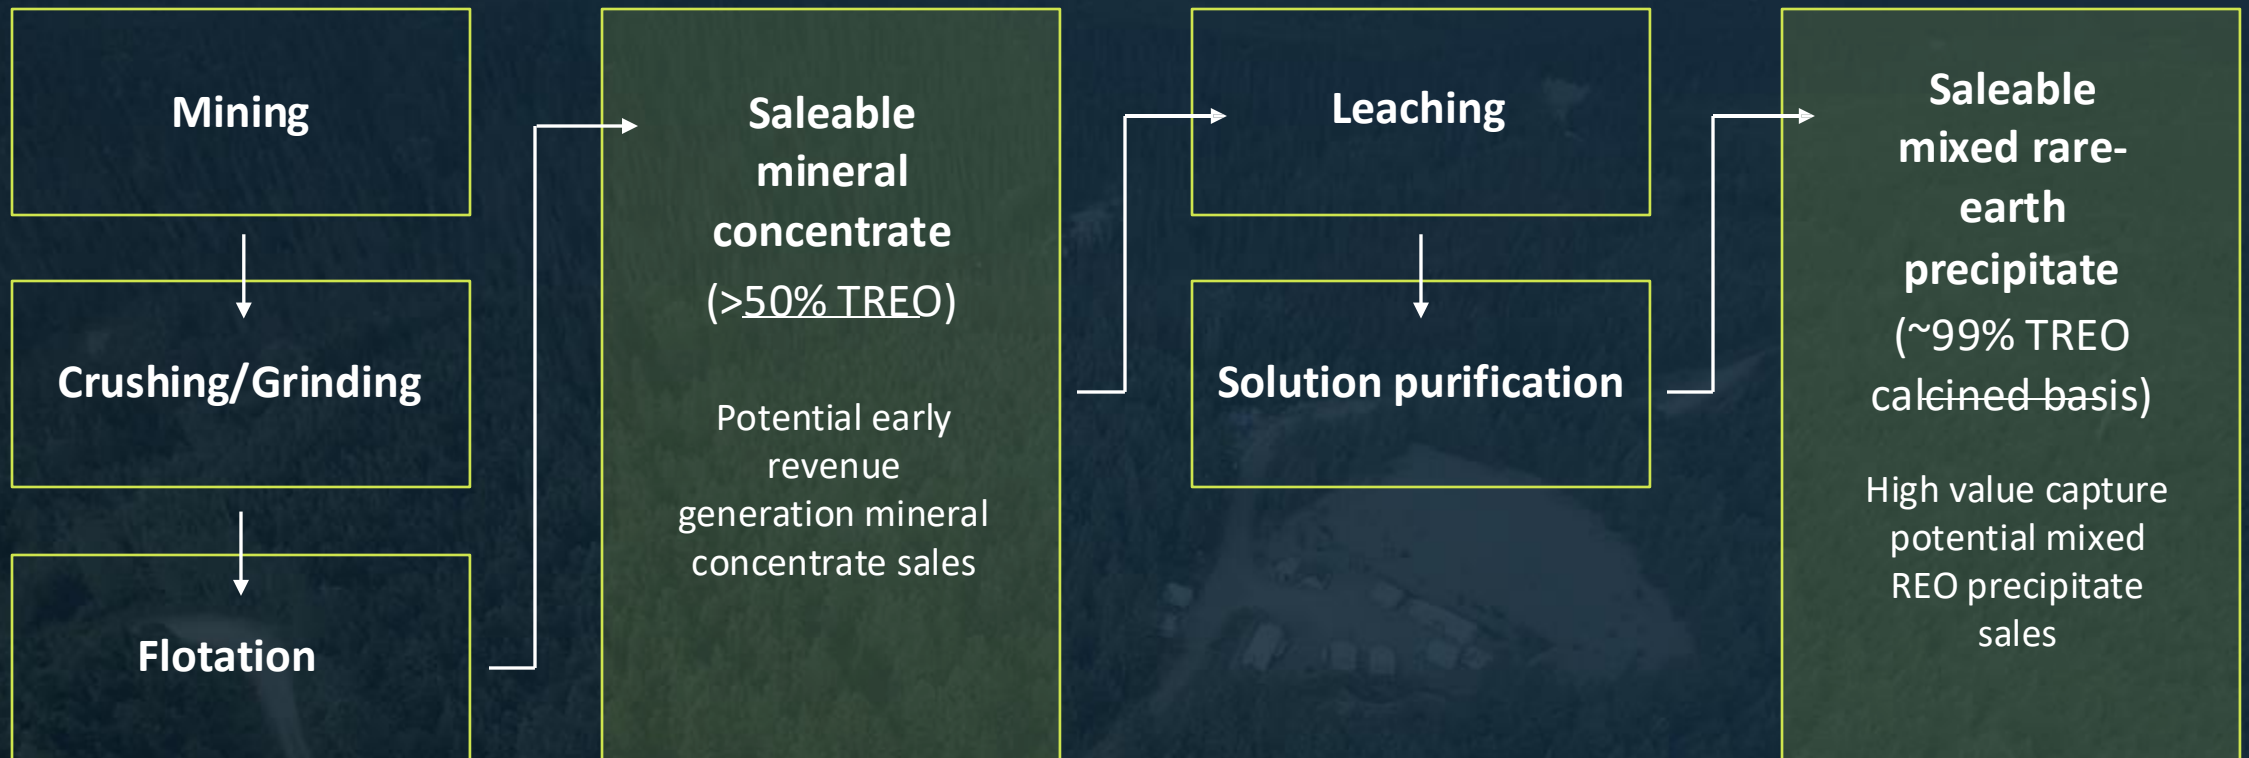 Mining
Crushing/Grinding
Flotation
Saleable
mineral
concentrate
(>50% TREO)
Potential early
revenue
generation mineral
concentrate sales
Leaching
Solution purification
Saleable
mixed rare-
earth
precipitate
(~99% TREO
calcined basis)
High value capture
potential mixed
REO precipitate
sales